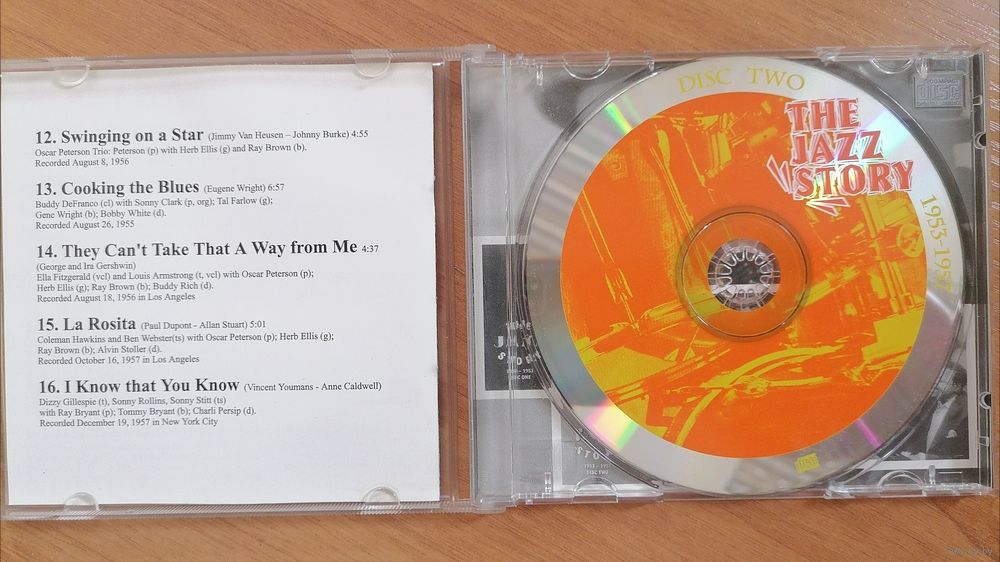 12. Swinging on a Star (Jimmy Van Heusen – Johnny Burke) 4:55
Oscar Peterson Trio: Peterson (p) with Herb Ellis (g) and Ray Brown (b).
Recorded August 8, 1956
13. Cooking the Blues (Eugene Wright) 6:57
Buddy DeFranco (cl) with Sonny Clark (p, org); Tal Farlow (g);
Gene Wright (b); Bobby White (d).
Recorded August 26, 1955
14. They Can't Take That A Way from Me 4:37
(George and Ira Gershwin)
Ella Fitzgerald (vcl) and Louis Armstrong (t, vcl) with Oscar Peterson (p);
Herb Ellis (g); Ray Brown (b); Buddy Rich (d).
Recorded August 18, 1956 in Los Angeles
15. La Rosita (Paul Dupont - Allan Stuart) 5:01
Coleman Hawkins and Ben Webster(ts) with Oscar Peterson (p); Herb Ellis (g);
Ray Brown (b); Alvin Stoller (d).
Recorded October 16, 1957 in Los Angeles
16. I Know that You Know (Vincent Youmans - Anne Caldwell)
Dizzy Gillespie (t), Sonny Rollins, Sonny Stitt (ts)
with Ray Bryant (p); Tommy Bryant (b); Charli Persip (d).
Recorded December 19, 1957 in New York City
DISC TWO
THE
JAZZ
STORY
1953-1957
DISC
DISC ONE
DISC TWO